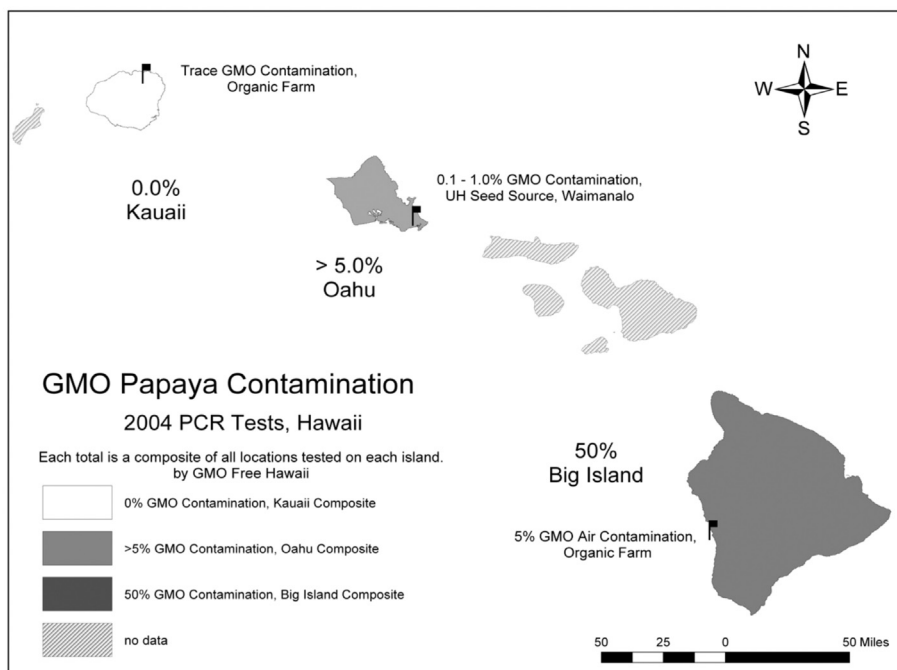 Trace GMO Contamination,
Organic Farm
N
W E
S
0.0%
Kauaii
0.1 - 1.0% GMO Contamination,
UH Seed Source, Waimanalo
> 5.0%
Oahu
GMO Papaya Contamination
2004 PCR Tests, Hawaii
Each total is a composite of all locations tested on each island.
by GMO Free Hawaii
0% GMO Contamination, Kauaii Composite
>5% GMO Contamination, Oahu Composite
50% GMO Contamination, Big Island Composite
no data
50%
Big Island
5% GMO Air Contamination,
Organic Farm
50 25 0 50 Miles